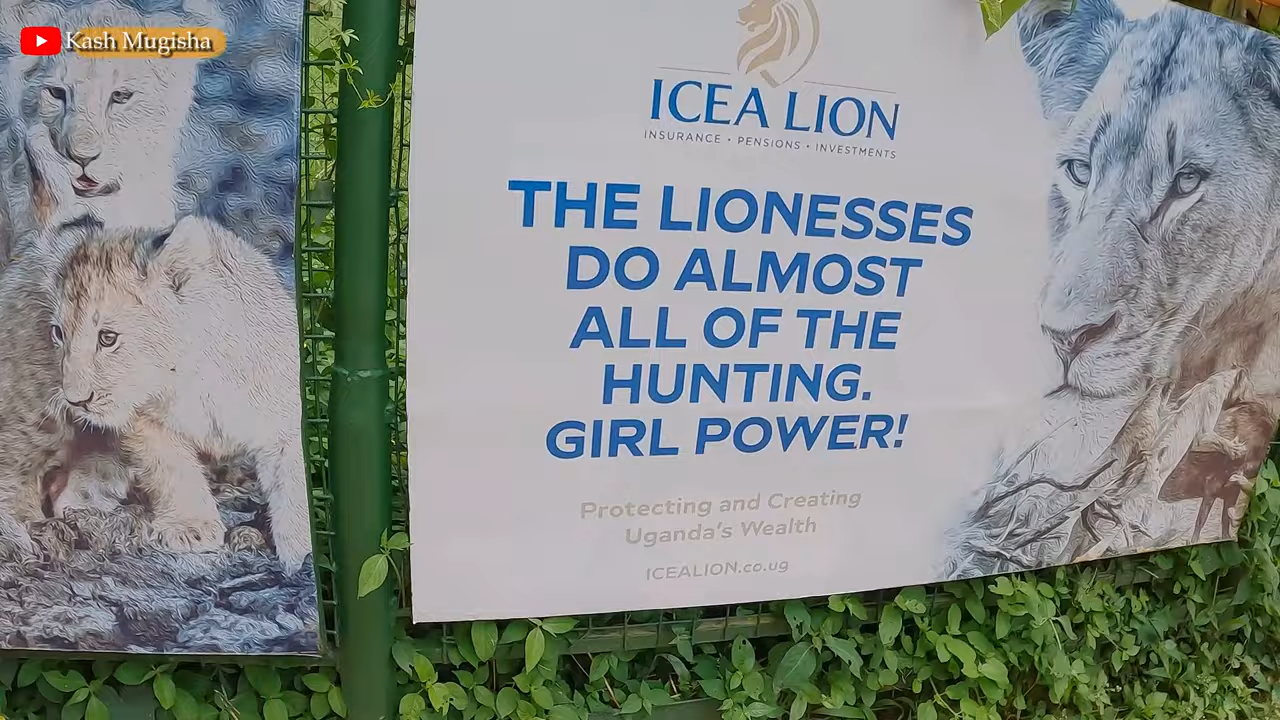 Kash Mugisha
ICEA LION
INSURANCE • PENSIONS • INVESTMENTS
THE LIONESSES
DO ALMOST
ALL OF THE
HUNTING.
GIRL POWER!
Protecting and Creating
Uganda's Wealth
ICEALION.co.ug